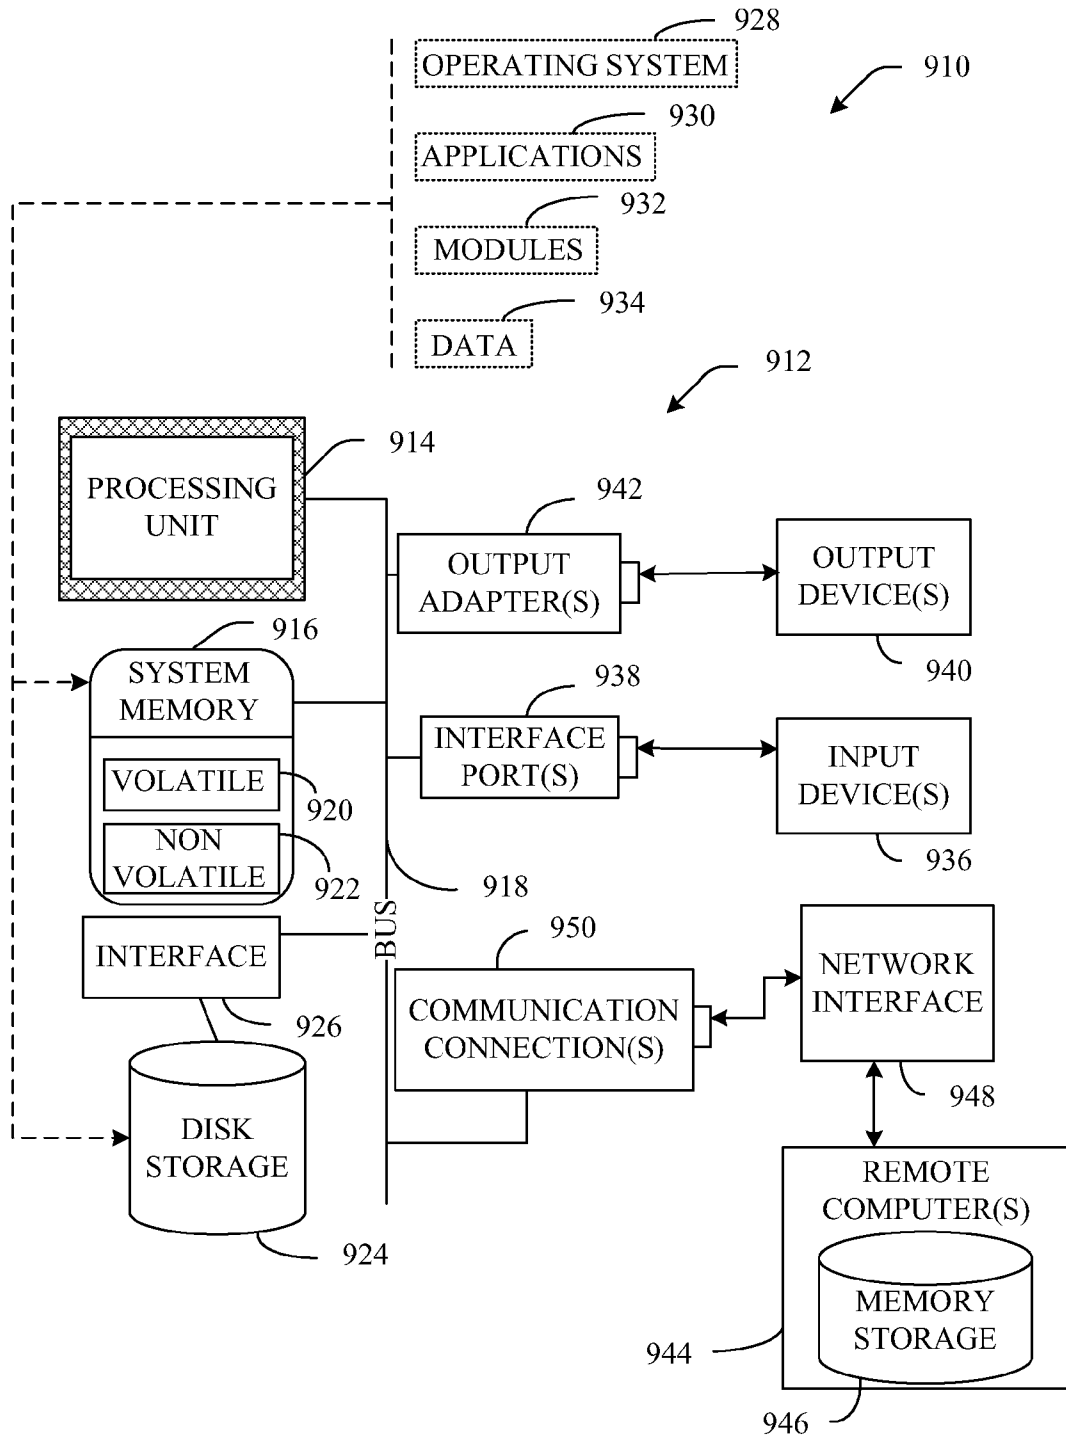 928
OPERATING SYSTEM
910
930
APPLICATIONS
932
MODULES
934
DATA
912
914
PROCESSING
UNIT
942
OUTPUT
ADAPTER(S)
OUTPUT
DEVICE(S)
940
916
SYSTEM
MEMORY
938
INTERFACE
PORT(S)
INPUT
DEVICE(S)
936
VOLATILE
920
NON
VOLATILE
922
918
BUS
INTERFACE
926
950
COMMUNICATION
CONNECTION(S)
NETWORK
INTERFACE
948
DISK
STORAGE
924
REMOTE
COMPUTER(S)
MEMORY
STORAGE
944
946